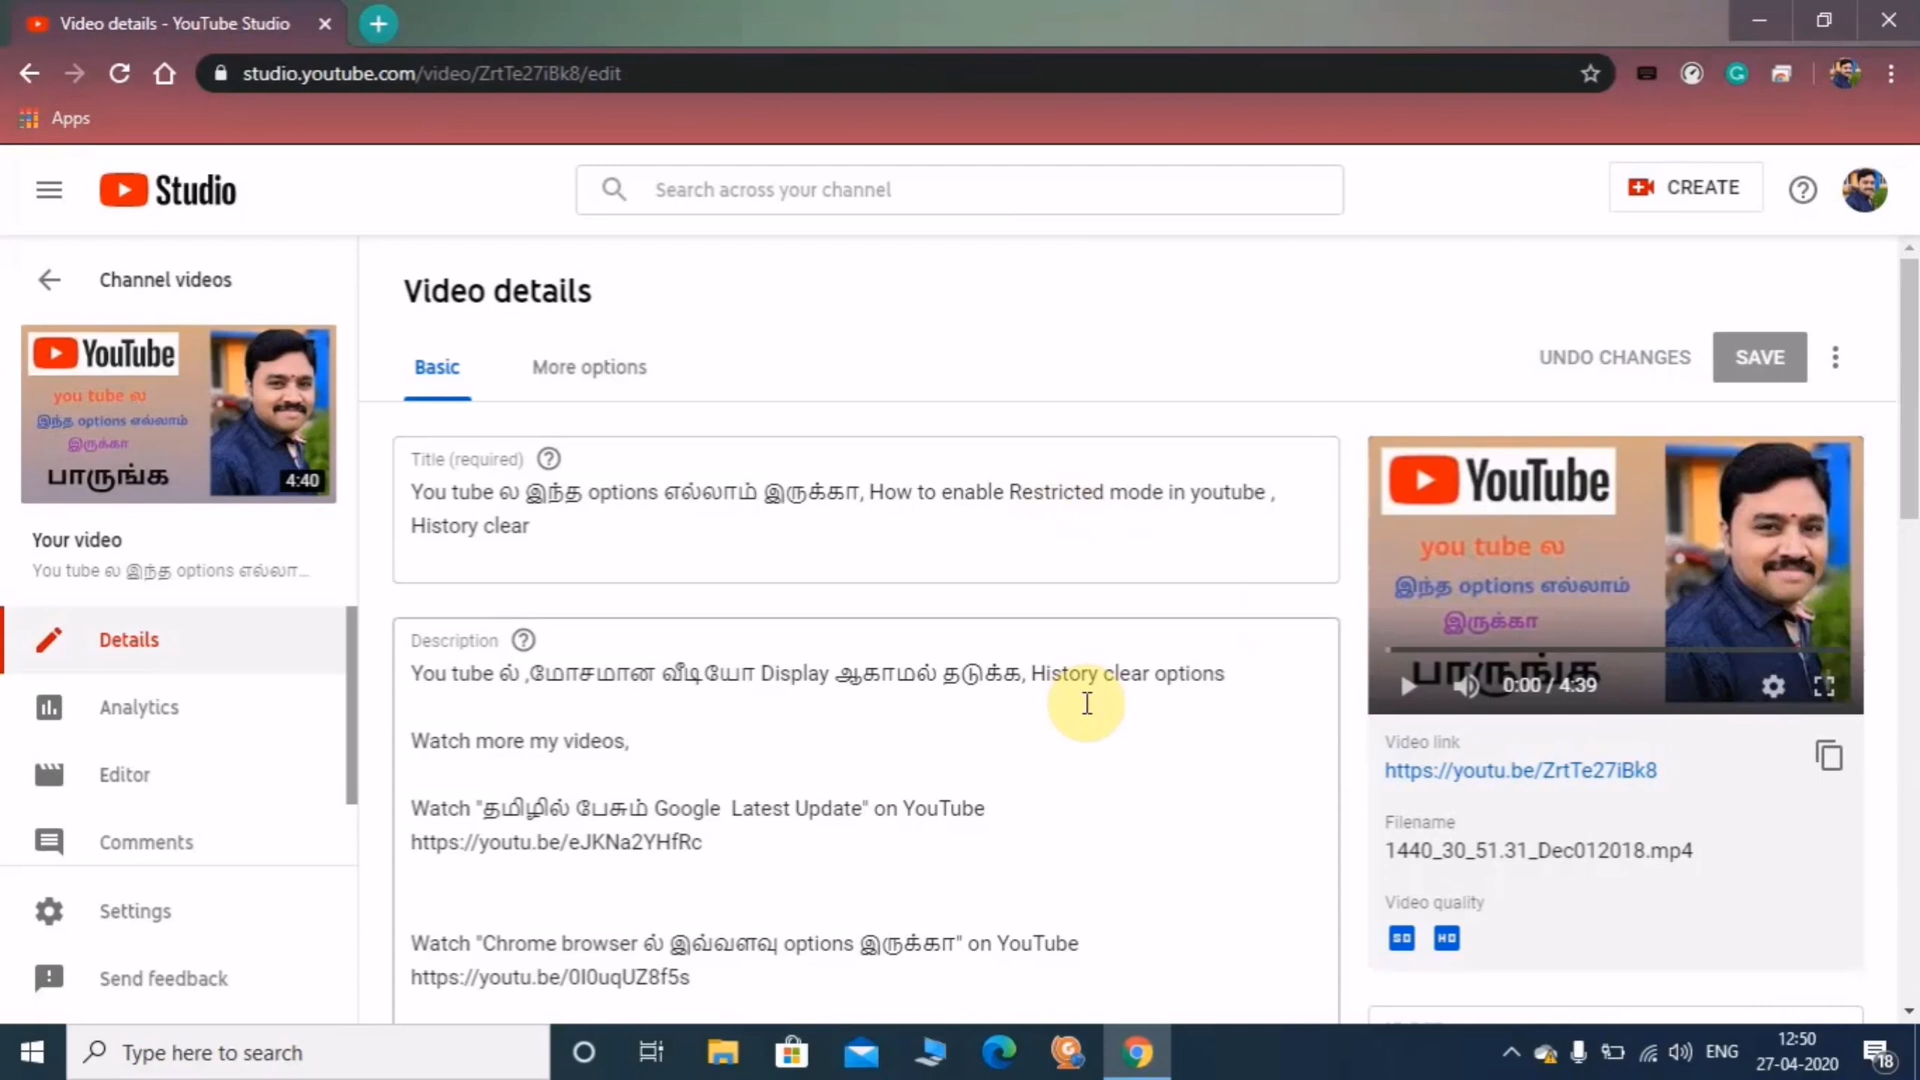 Video details - YouTube Studio
studio.youtube.com/video/ZrtTe27iBk8/edit
Apps
Studio
Search across your channel
CREATE
Channel videos
Video details
YouTube
you tube ல
இந்த options எல்லாம்
இருக்கா
பாருங்க
4:40
Basic
More options
UNDO CHANGES
SAVE
Title (required)
You tube ல இந்த options எல்லாம் இருக்கா, How to enable Restricted mode in youtube ,
History clear
YouTube
you tube ல
இந்த options எல்லாம்
இருக்கா
பாருங்க
0:00 / 4:39
Your video
You tube ல இந்த options எல்லா...
Details
Analytics
Editor
Comments
Settings
Send feedback
Description
You tube ல் ,மோசமான வீடியோ Display ஆகாமல் தடுக்க, History clear options
Watch more my videos,
Watch "தமிழில் பேசும் Google  Latest Update" on YouTube
https://youtu.be/eJKNa2YHfRc
Watch "Chrome browser ல் இவ்வளவு options இருக்கா" on YouTube
https://youtu.be/0I0uqUZ8f5s
Video link
https://youtu.be/ZrtTe27iBk8
Filename
1440_30_51.31_Dec012018.mp4
Video quality
SD HD
Type here to search
ENG
12:50
27-04-2020
18